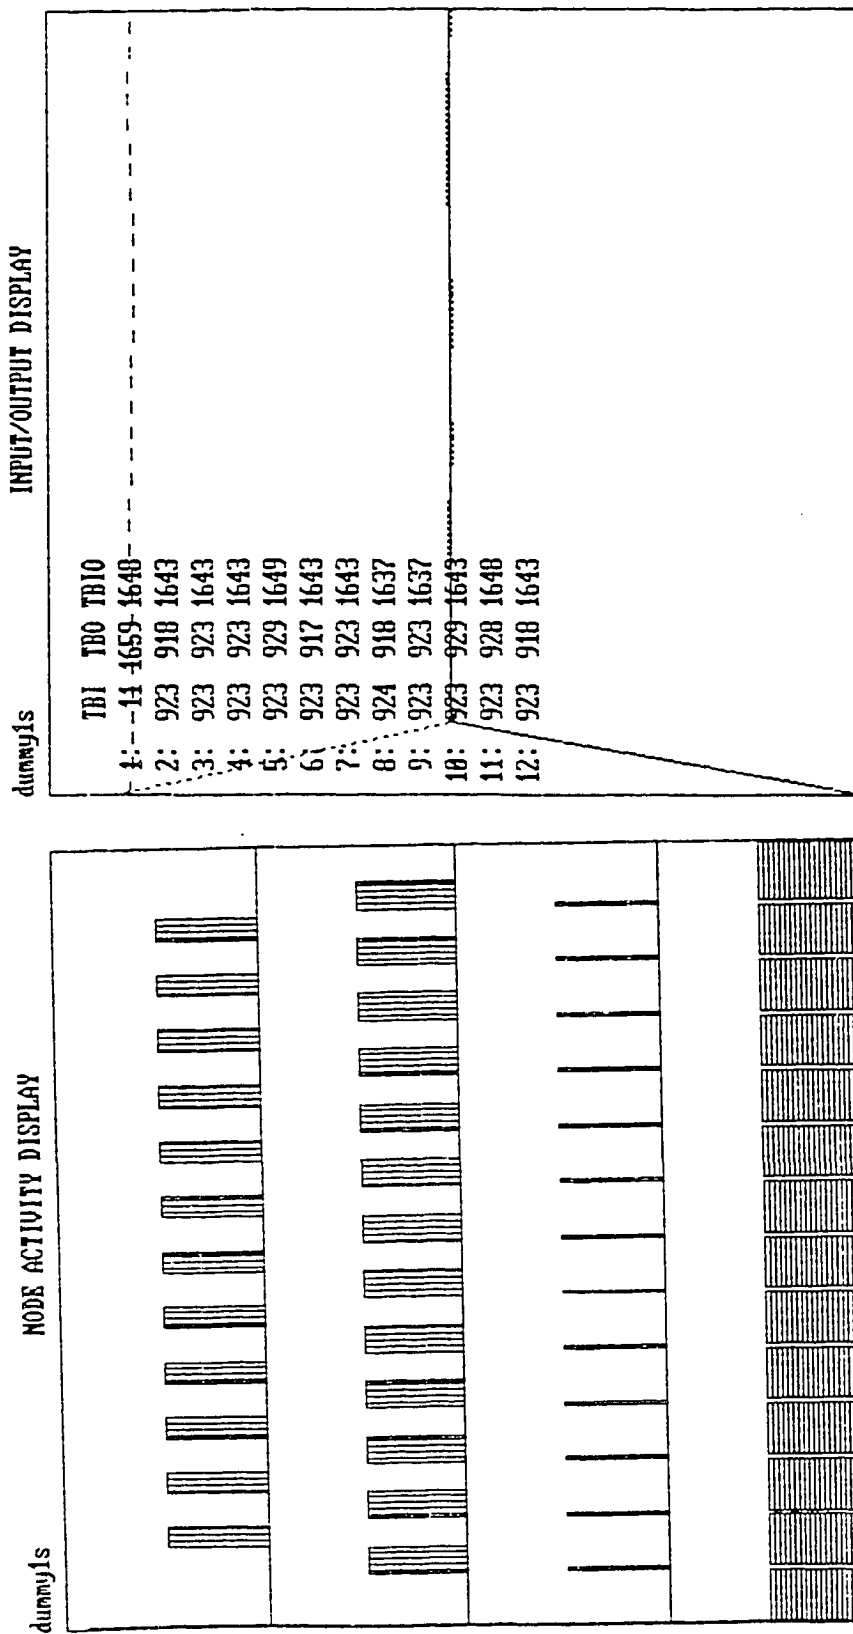 INPUT/OUTPUT DISPLAY
dummy1s
TBI TBO TBIO
1: 11 1659 1648
2: 923 918 1643
3: 923 923 1643
4: 923 923 1643
5: 923 929 1649
6: 923 917 1643
7: 923 923 1643
8: 924 918 1637
9: 923 923 1637
10: 923 929 1643
11: 923 928 1648
12: 923 918 1643
NODE ACTIVITY DISPLAY
dummy1s